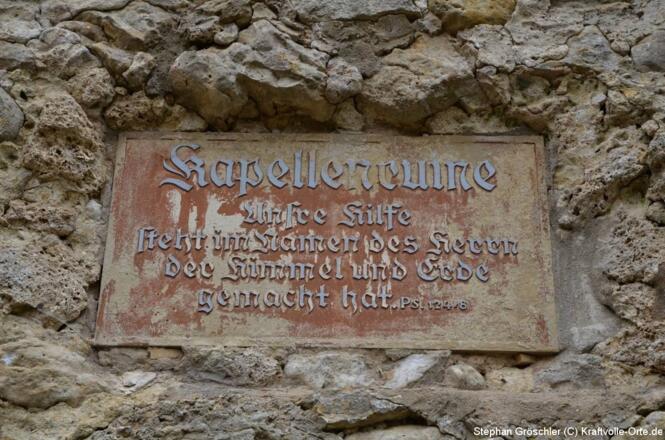 Kapellenruine
Unsre Hilfe
steht im Namen des Herrn
der Himmel und Erde
gemacht hat. Ps. 124/8
Stephan Gröschler (C) Kraftvolle-Orte.de